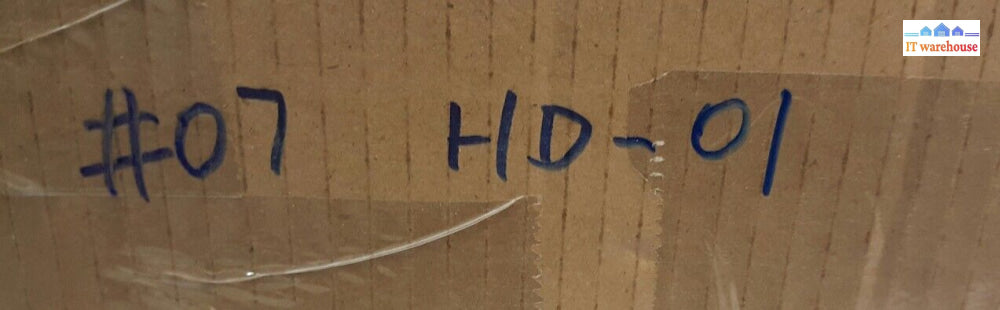 #07 HD-01
IT warehouse